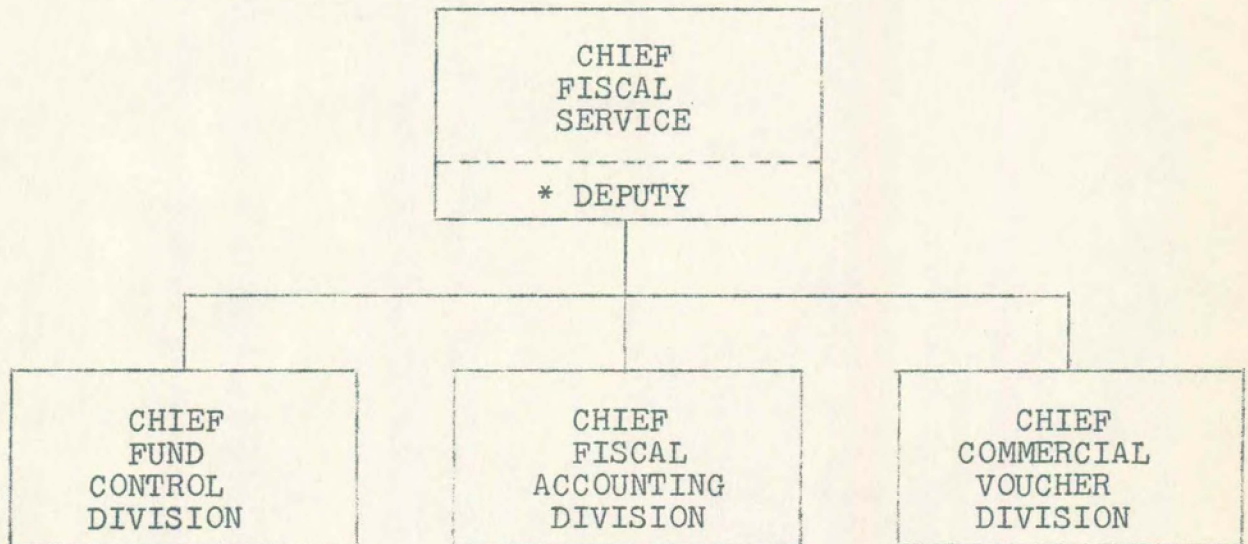 CHIEF
FISCAL
SERVICE
* DEPUTY
CHIEF
FUND
CONTROL
DIVISION
CHIEF
FISCAL
ACCOUNTING
DIVISION
CHIEF
COMMERCIAL
VOUCHER
DIVISION